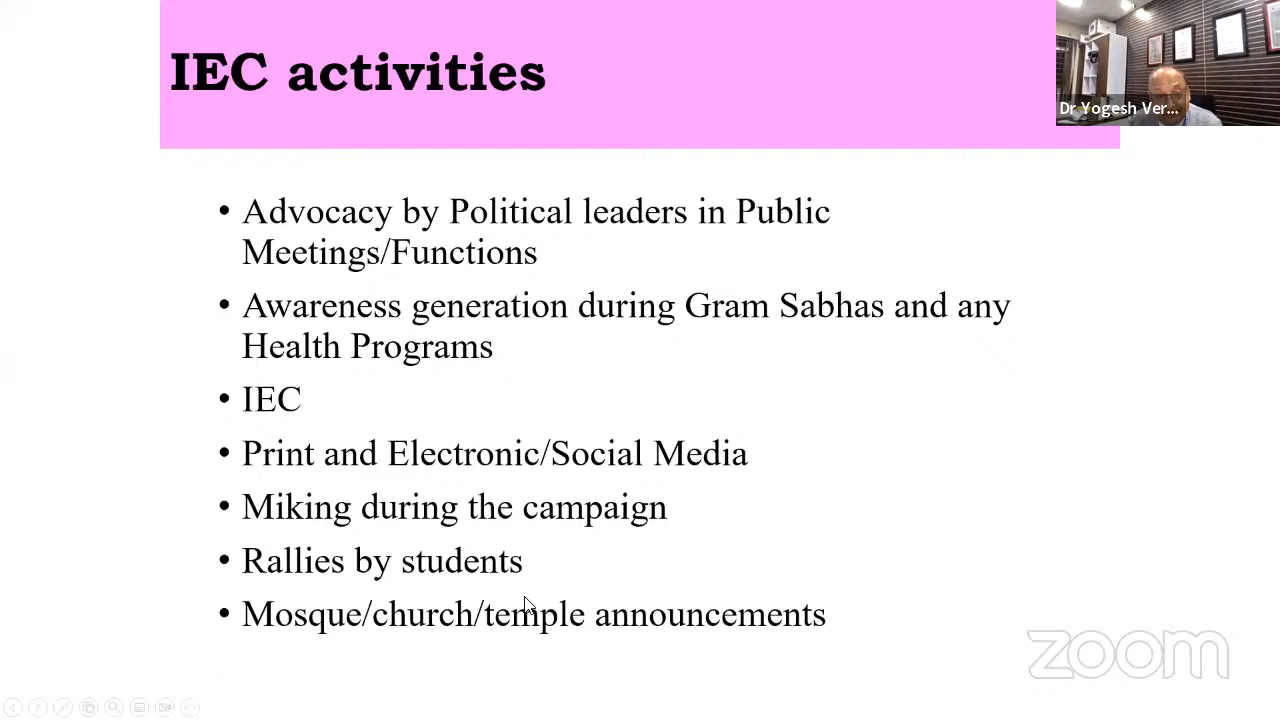 IEC activities
Dr Yogesh Ver...
• Advocacy by Political leaders in Public
Meetings/Functions
• Awareness generation during Gram Sabhas and any
Health Programs
• IEC
• Print and Electronic/Social Media
• Miking during the campaign
• Rallies by students
• Mosque/church/temple announcements
zoom